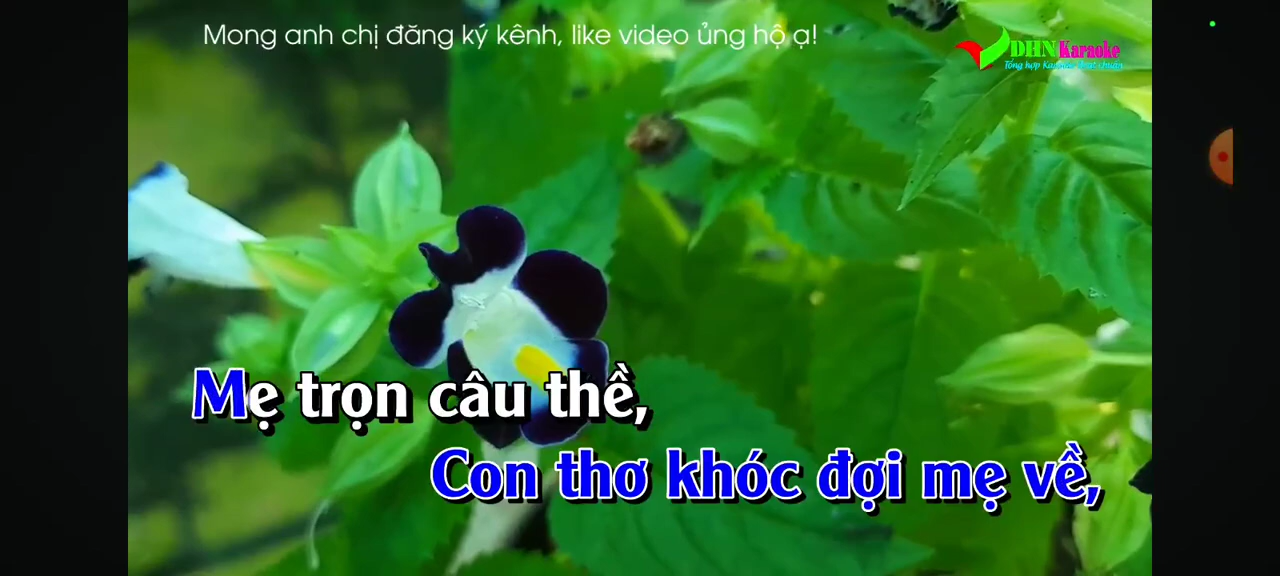 Mong anh chị đăng ký kênh, like video ủng hộ ạ!
DHN Karaoke
Tổng hợp Karaoke beat chuẩn
Mẹ trọn câu thề,
Con thơ khóc đợi mẹ về,